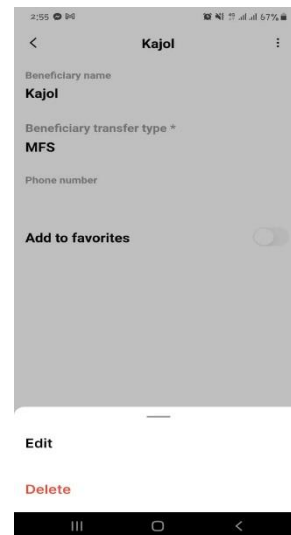 2:55 67%
Kajol
Beneficiary name
Kajol
Beneficiary transfer type *
MFS
Phone number
Add to favorites
Edit
Delete